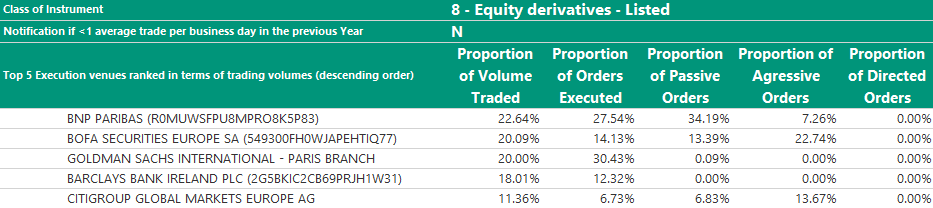 Class of Instrument 8 - Equity derivatives - Listed
Notification if <1 average trade per business day in the previous Year N
Top 5 Execution venues ranked in terms of trading volumes (descending order) Proportion of Volume Traded Proportion of Orders Executed Proportion of Passive Orders Proportion of Agressive Orders Proportion of Directed Orders
BNP PARIBAS (R0MUWSFPU8MPRO8K5P83) 22.64% 27.54% 34.19% 7.26% 0.00%
BOFA SECURITIES EUROPE SA (549300FH0WJAPEHTIQ77) 20.09% 14.13% 13.39% 22.74% 0.00%
GOLDMAN SACHS INTERNATIONAL - PARIS BRANCH 20.00% 30.43% 0.09% 0.00% 0.00%
BARCLAYS BANK IRELAND PLC (2G5BKIC2CB69PRJH1W31) 18.01% 12.32% 0.00% 0.00% 0.00%
CITIGROUP GLOBAL MARKETS EUROPE AG 11.36% 6.73% 6.83% 13.67% 0.00%